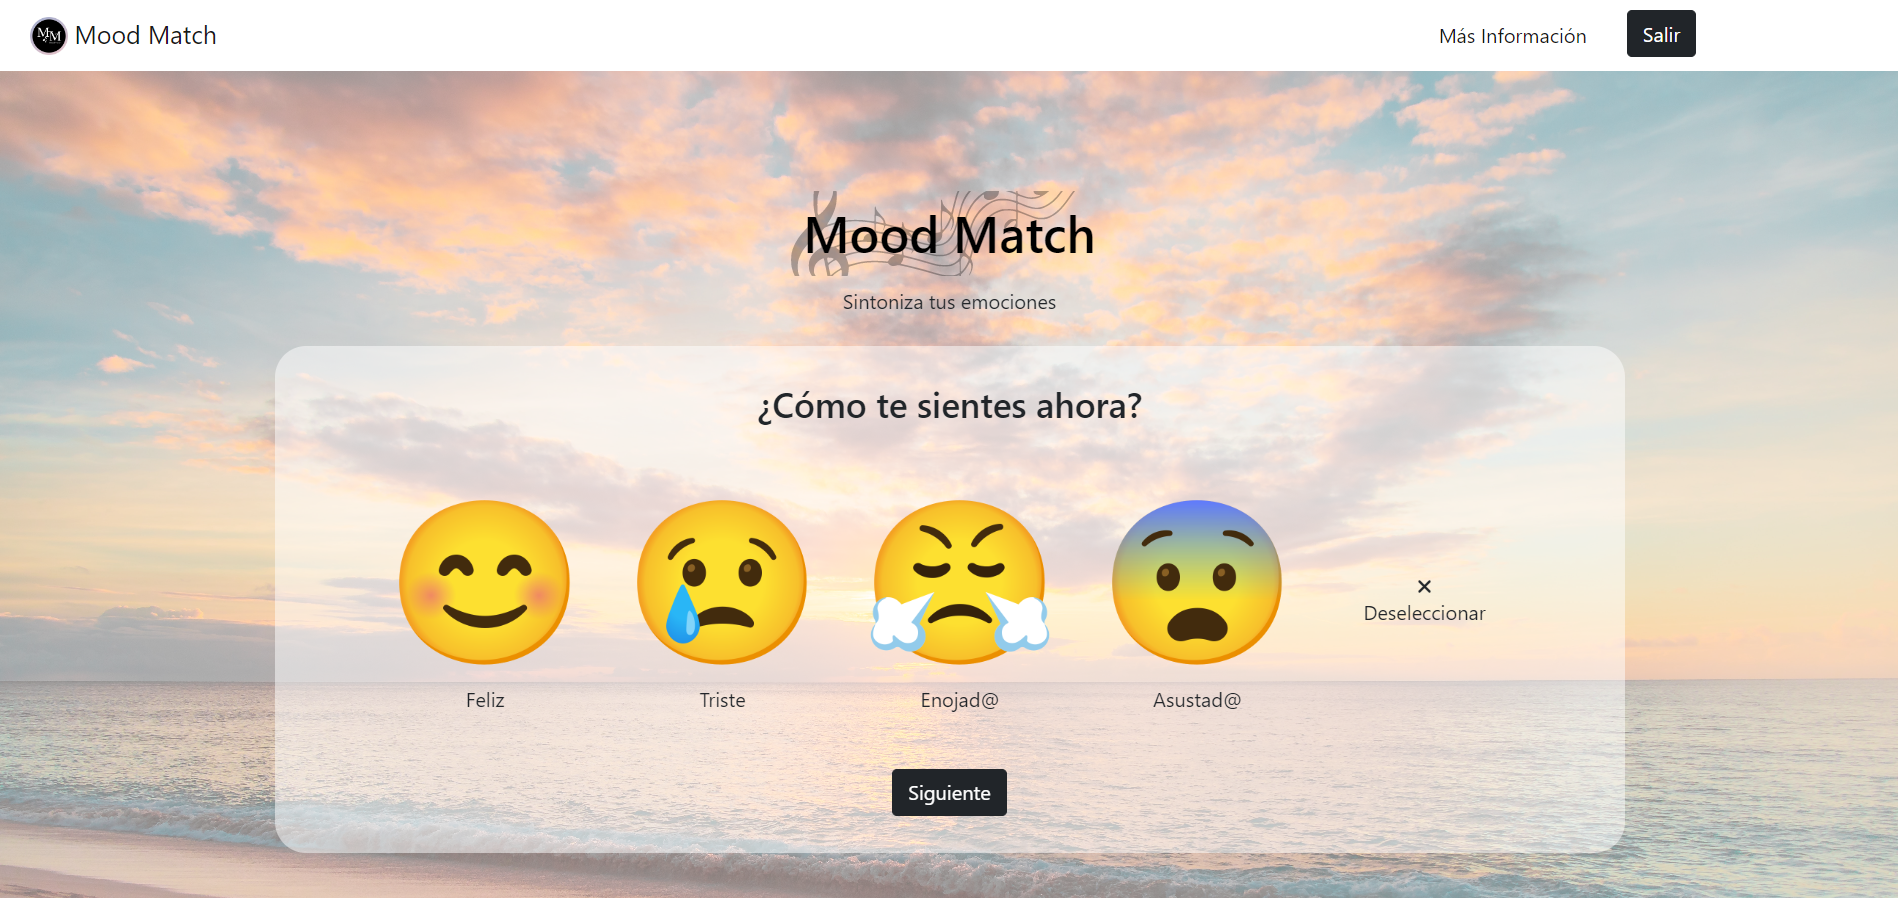 MM
Mood Match
Más Información
Salir
Mood Match
Sintoniza tus emociones
¿Cómo te sientes ahora?
Feliz
Triste
Enojad@
Asustad@
× Deseleccionar
Siguiente